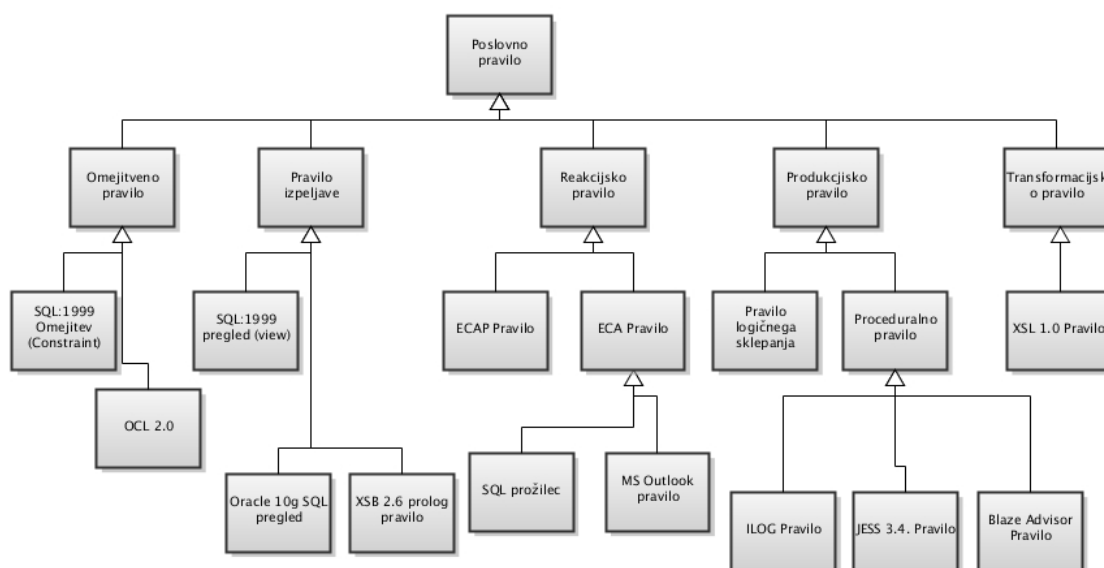 Poslovno
pravilo
Omejitveno
pravilo
Pravilo
izpeljave
Reakcijsko
pravilo
Produkcjisko
pravilo
Transformacijsk
o pravilo
SQL:1999
Omejitev
(Constraint)
SQL:1999
pregled (view)
ECAP Pravilo
ECA Pravilo
Pravilo
logičnega
sklepanja
Proceduralno
pravilo
XSL 1.0 Pravilo
OCL 2.0
Oracle 10g SQL
pregled
XSB 2.6 prolog
pravilo
SQL prožilec
MS Outlook
pravilo
ILOG Pravilo
JESS 3.4. Pravilo
Blaze Advisor
Pravilo